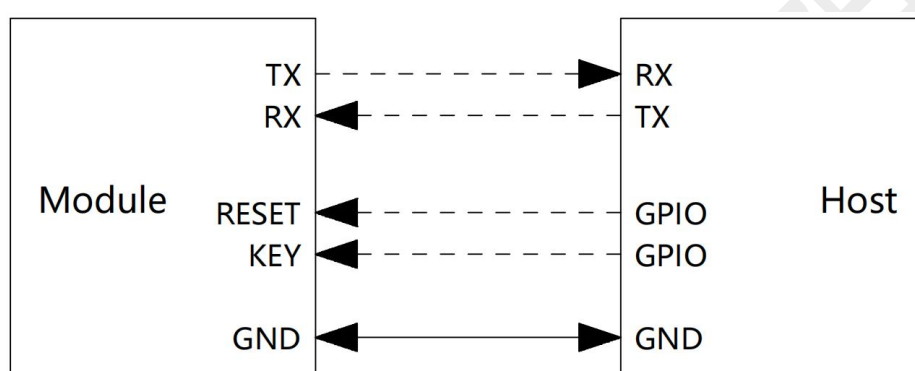 TX RX
RX TX
Module Host
RESET GPIO
KEY GPIO
GND GND